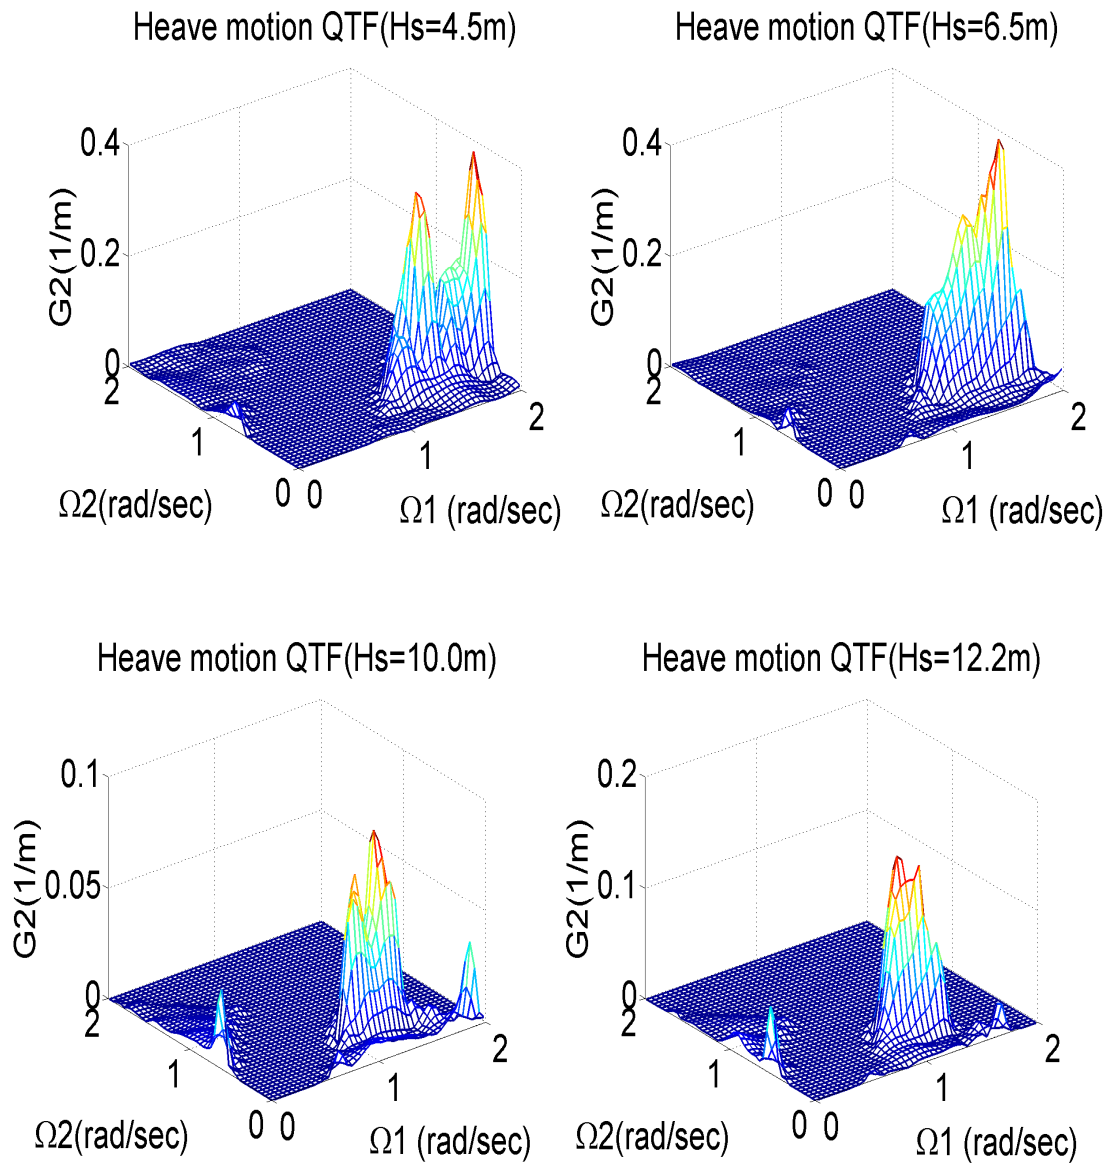 Heave motion QTF(Hs=4.5m)
Heave motion QTF(Hs=6.5m)
0.4
0.2
0
G2(1/m)
2
1
0
0
1
2
Ω2(rad/sec)
Ω1 (rad/sec)
0.4
0.2
0
G2(1/m)
2
1
0
0
1
2
Ω2(rad/sec)
Ω1 (rad/sec)
Heave motion QTF(Hs=10.0m)
Heave motion QTF(Hs=12.2m)
0.1
0.05
0
G2(1/m)
2
1
0
0
1
2
Ω2(rad/sec)
Ω1 (rad/sec)
0.2
0.1
0
G2(1/m)
2
1
0
0
1
2
Ω2(rad/sec)
Ω1 (rad/sec)